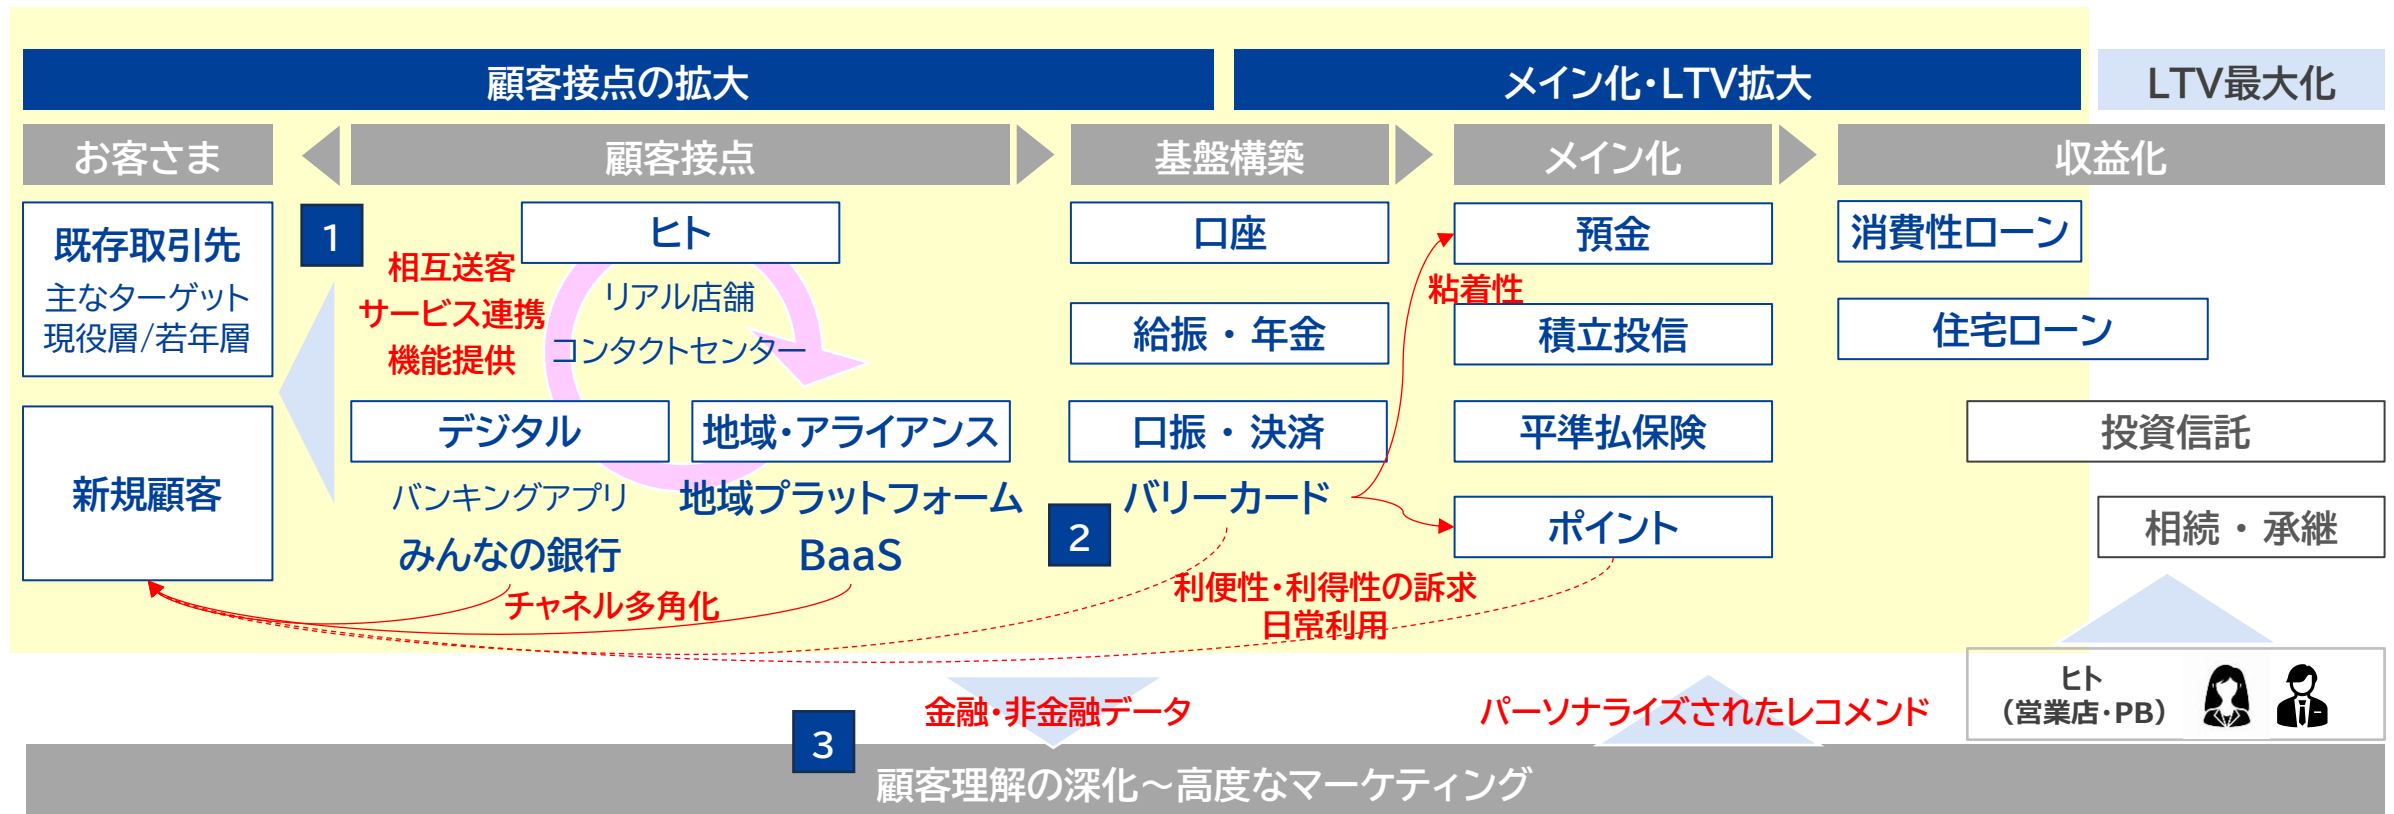 顧客接点の拡大
メイン化・LTV拡大
LTV最大化
お客さま
顧客接点
基盤構築
メイン化
収益化
既存取引先
主なターゲット
現役層/若年層
新規顧客
1
相互送客
サービス連携
機能提供
ヒト
リアル店舗
コンタクトセンター
デジタル
バンキングアプリ
みんなの銀行
地域・アライアンス
地域プラットフォーム
BaaS
チャネル多角化
口座
給振・年金
口振・決済
2
バリーカード
粘着性
預金
積立投信
平準払保険
ポイント
利便性・利得性の訴求
日常利用
消費性ローン
住宅ローン
投資信託
相続・承継
ヒト
（営業店・PB）
金融・非金融データ
パーソナライズされたレコメンド
3
顧客理解の深化～高度なマーケティング